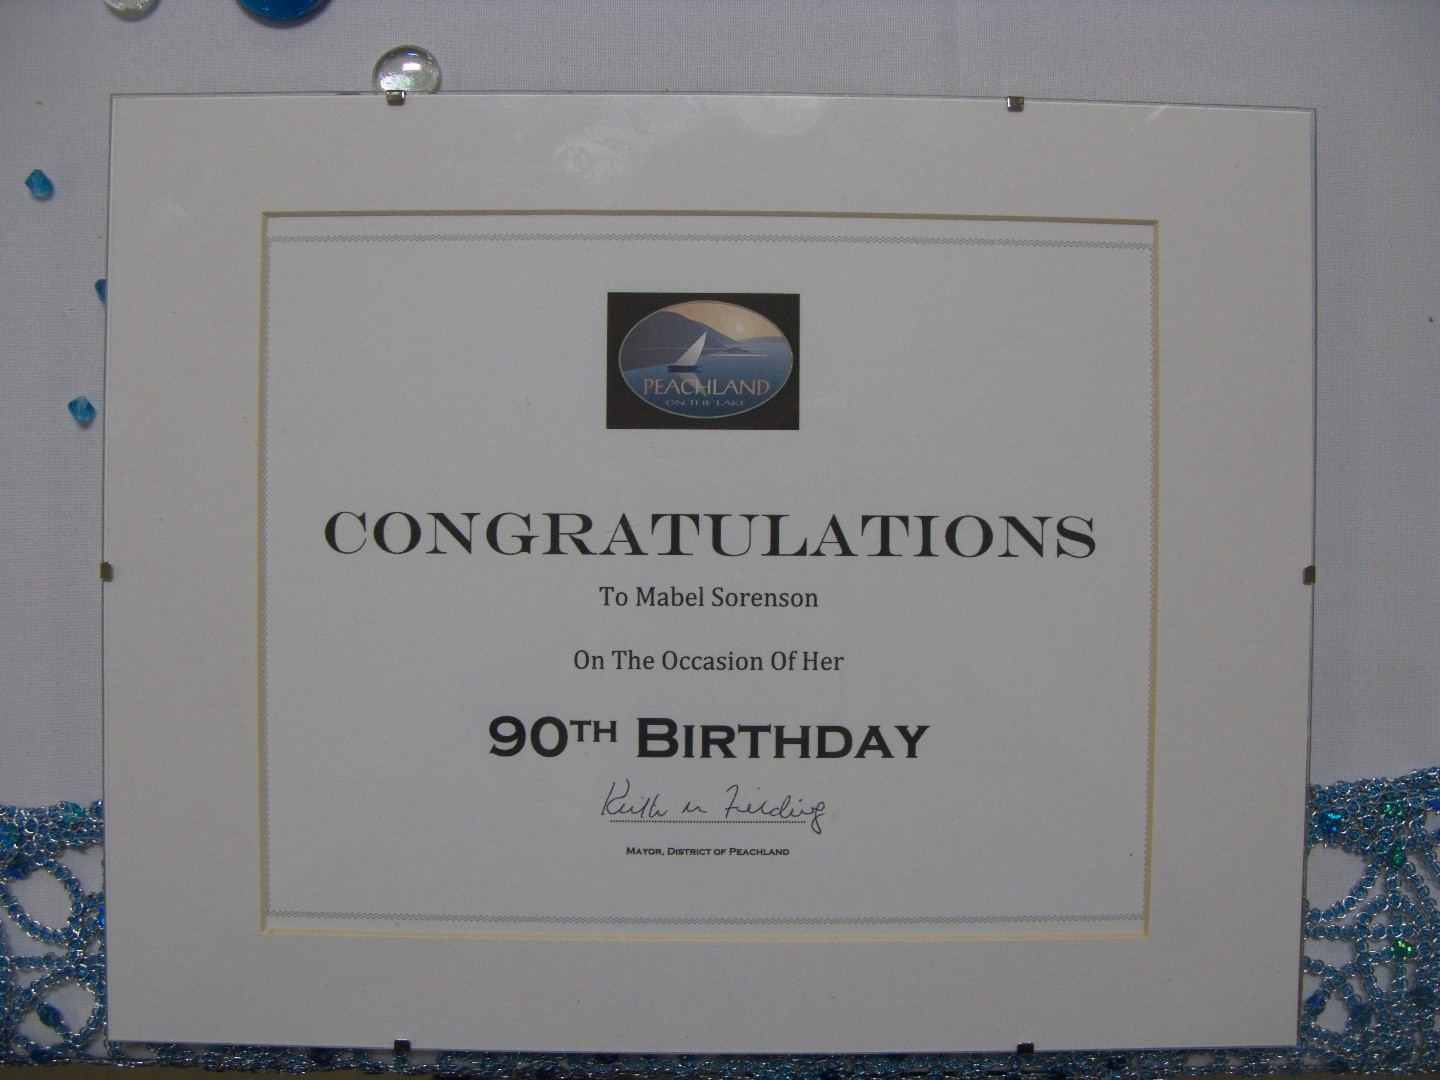 PEACHLAND
ON THE LAKE
CONGRATULATIONS
To Mabel Sorenson
On The Occasion Of Her
90TH BIRTHDAY
Keith M Fielding
MAYOR, DISTRICT OF PEACHLAND